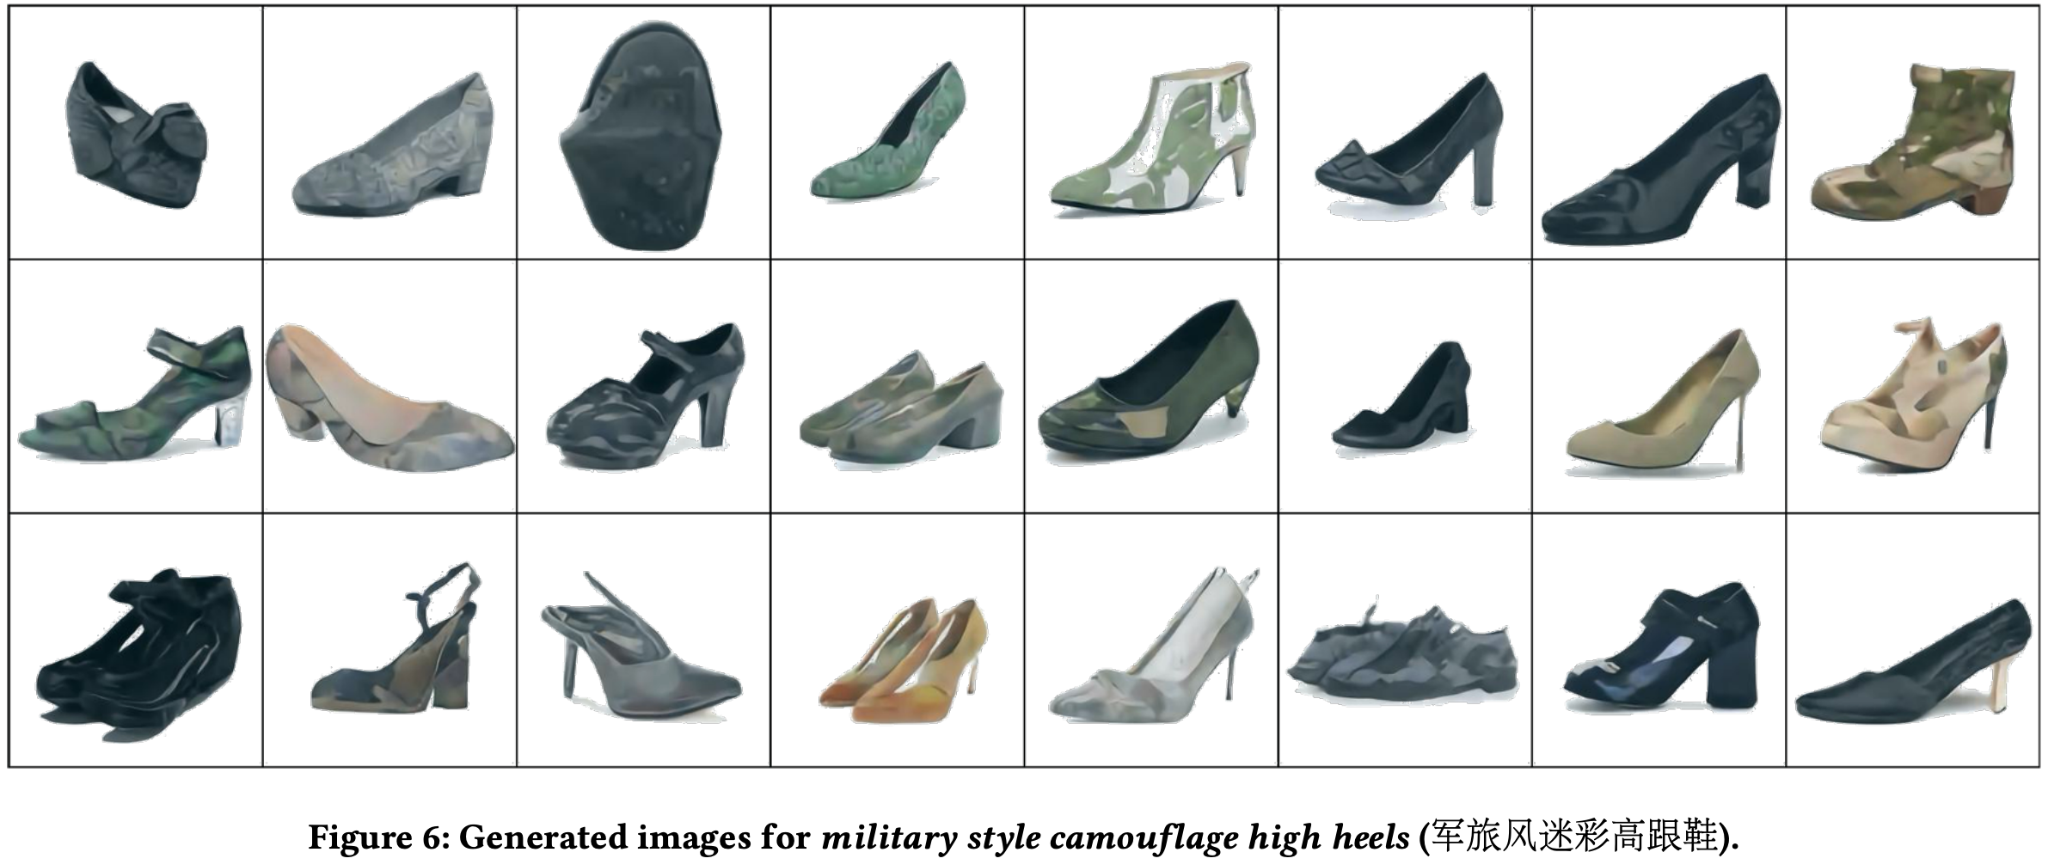 Figure 6: Generated images for military style camouflage high heels (军旅风迷彩高跟鞋).